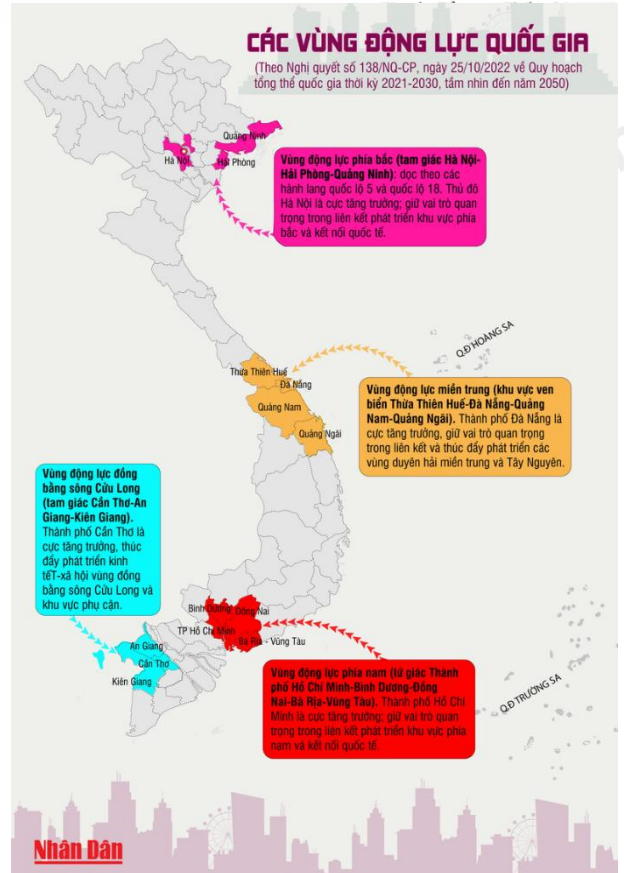 CÁC VÙNG ĐỘNG LỰC QUỐC GIA
(Theo Nghị quyết số 138/NQ-CP, ngày 25/10/2022 về Quy hoạch
tổng thể quốc gia thời kỳ 2021-2030, tầm nhìn đến năm 2050)
Quảng Ninh
Hà Nội
Hải Phòng
Vùng động lực phía bắc (tam giác Hà Nội-
Hải Phòng-Quảng Ninh): dọc theo các
hành lang quốc lộ 5 và quốc lộ 18. Thủ đô
Hà Nội là cực tăng trưởng; giữ vai trò quan
trọng trong liên kết phát triển khu vực phía
bắc và kết nối quốc tế.
Q.Đ HOÀNG SA
Thừa Thiên Huế
Đà Nẵng
Quảng Nam
Quảng Ngãi
Vùng động lực miền trung (khu vực ven
biển Thừa Thiên Huế-Đà Nẵng-Quảng
Nam-Quảng Ngãi). Thành phố Đà Nẵng là
cực tăng trưởng, giữ vai trò quan trọng
trong liên kết và thúc đẩy phát triển các
vùng duyên hải miền trung và Tây Nguyên.
Vùng động lực đồng
bằng sông Cửu Long
(tam giác Cần Thơ-An
Giang-Kiên Giang).
Thành phố Cần Thơ là
cực tăng trưởng, thúc
đẩy phát triển kinh
tếT-xã hội vùng đồng
bằng sông Cửu Long và
khu vực phụ cận.
Bình Dương
Đồng Nai
TP Hồ Chí Minh
Bà Rịa - Vũng Tàu
An Giang
Cần Thơ
Kiên Giang
Vùng động lực phía nam (tứ giác Thành
phố Hồ Chí Minh-Bình Dương-Đồng
Nai-Bà Rịa-Vũng Tàu). Thành phố Hồ Chí
Minh là cực tăng trưởng; giữ vai trò quan
trọng trong liên kết phát triển khu vực phía
nam và kết nối quốc tế.
Q.Đ TRƯỜNG SA
Nhân Dân